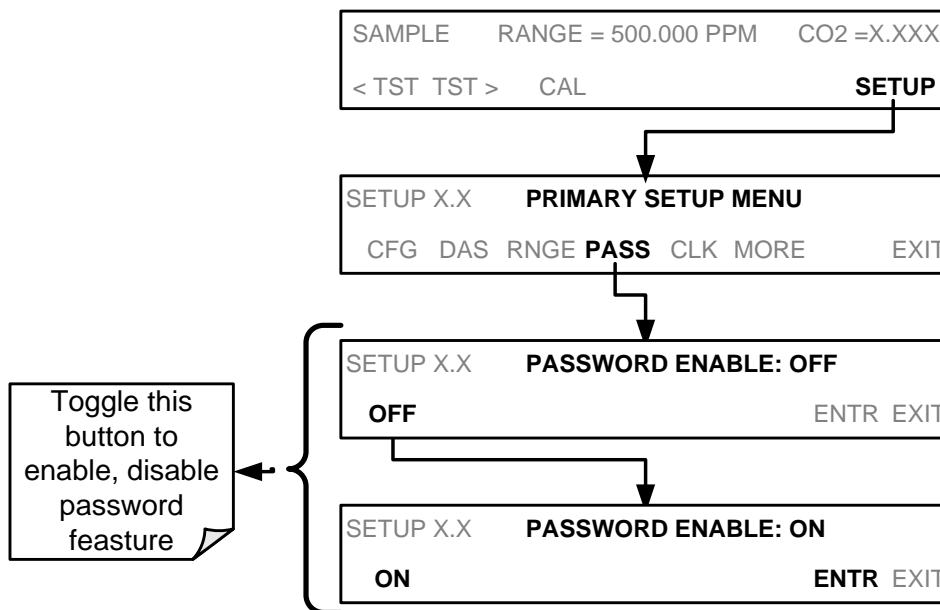 SAMPLE RANGE = 500.000 PPM CO2 =X.XXX
< TST TST > CAL SETUP
SETUP X.X PRIMARY SETUP MENU
CFG DAS RNGE PASS CLK MORE EXIT
SETUP X.X PASSWORD ENABLE: OFF
OFF ENTR EXIT
Toggle this
button to
enable, disable
password
feasture
SETUP X.X PASSWORD ENABLE: ON
ON ENTR EXIT